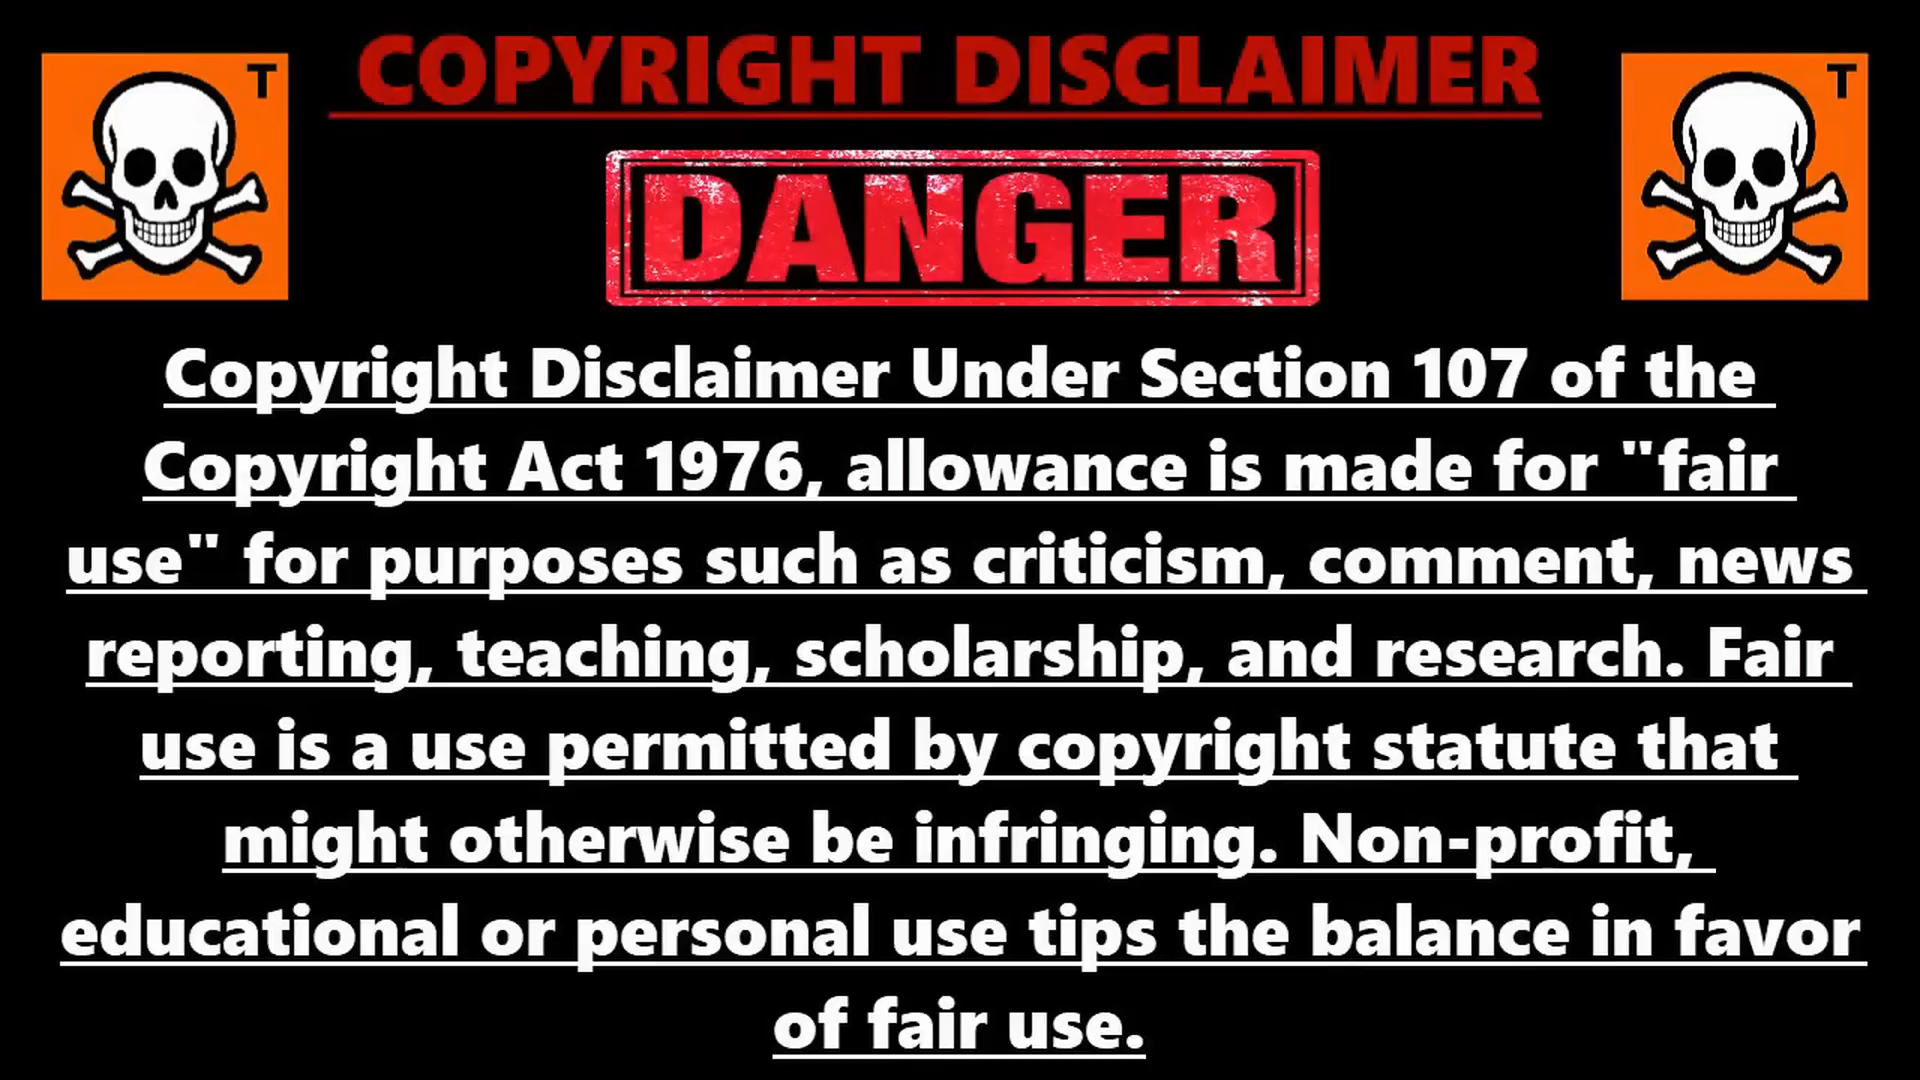 T
COPYRIGHT DISCLAIMER
T
DANGER
Copyright Disclaimer Under Section 107 of the
Copyright Act 1976, allowance is made for "fair
use" for purposes such as criticism, comment, news
reporting, teaching, scholarship, and research. Fair
use is a use permitted by copyright statute that
might otherwise be infringing. Non-profit,
educational or personal use tips the balance in favor
of fair use.